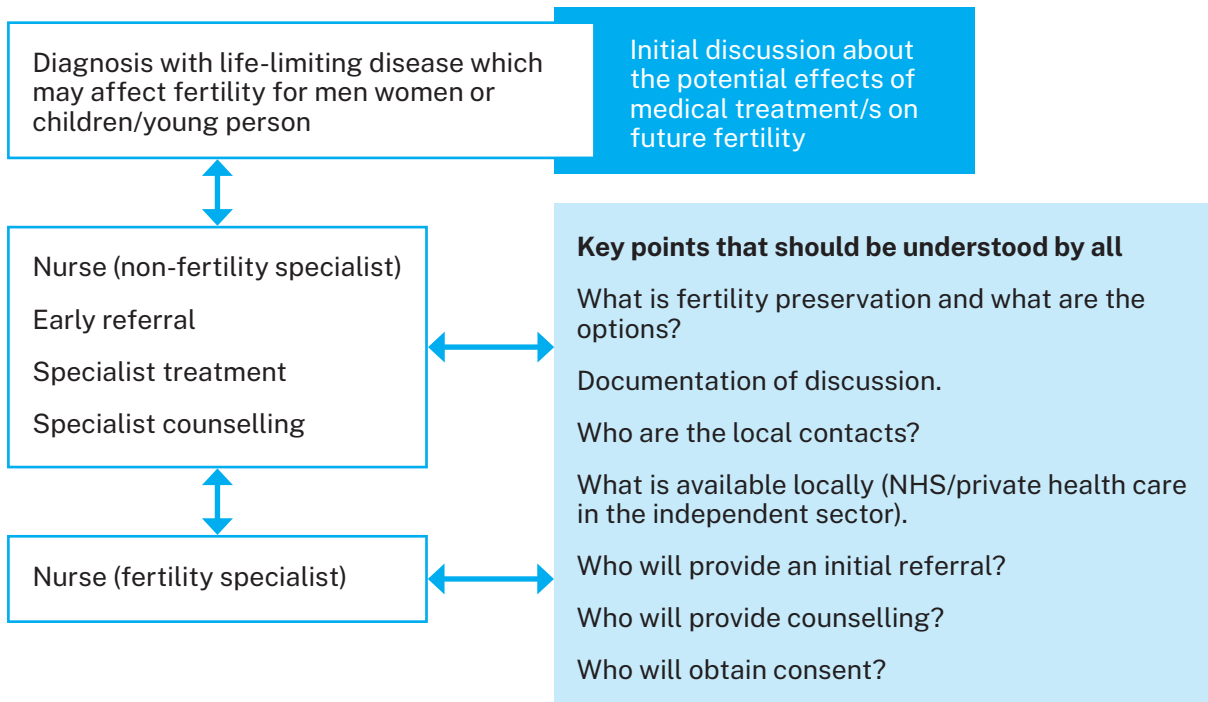 Diagnosis with life-limiting disease which
may affect fertility for men women or
children/young person
Initial discussion about
the potential effects of
medical treatment/s on
future fertility
Nurse (non-fertility specialist)
Early referral
Specialist treatment
Specialist counselling
Nurse (fertility specialist)
Key points that should be understood by all
What is fertility preservation and what are the
options?
Documentation of discussion.
Who are the local contacts?
What is available locally (NHS/private health care
in the independent sector).
Who will provide an initial referral?
Who will provide counselling?
Who will obtain consent?